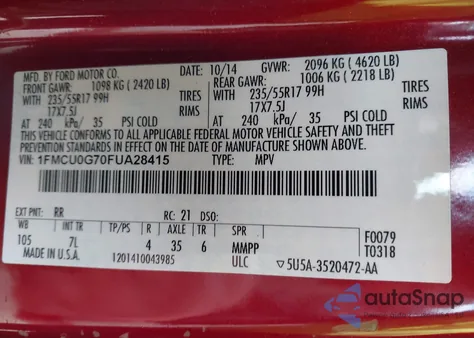 MFD. BY FORD MOTOR CO.
DATE: 10/14 GVWR: 2096 KG ( 4620 LB)
FRONT GAWR: 1098 KG ( 2420 LB) REAR GAWR: 1006 KG ( 2218 LB)
WITH 235/55R17 99H TIRES WITH 235/55R17 99H TIRES
17X7.5J RIMS 17X7.5J RIMS
AT 240 kPa/ 35 PSI COLD AT 240 kPa/ 35 PSI COLD
THIS VEHICLE CONFORMS TO ALL APPLICABLE FEDERAL MOTOR VEHICLE SAFETY AND THEFT
PREVENTION STANDARDS IN EFFECT ON THE DATE OF MANUFACTURE SHOWN ABOVE.
VIN: 1FMCU0G70FUA28415 TYPE: MPV
EXT PNT: RR RC: 21 DSO:
WB INT TR TP/PS R AXLE TR SPR F0079
105 7L 4 35 6 MMPP T0318
MADE IN U.S.A. 1201410043985 ULC ▽5U5A-3520472-AA
autoSnap